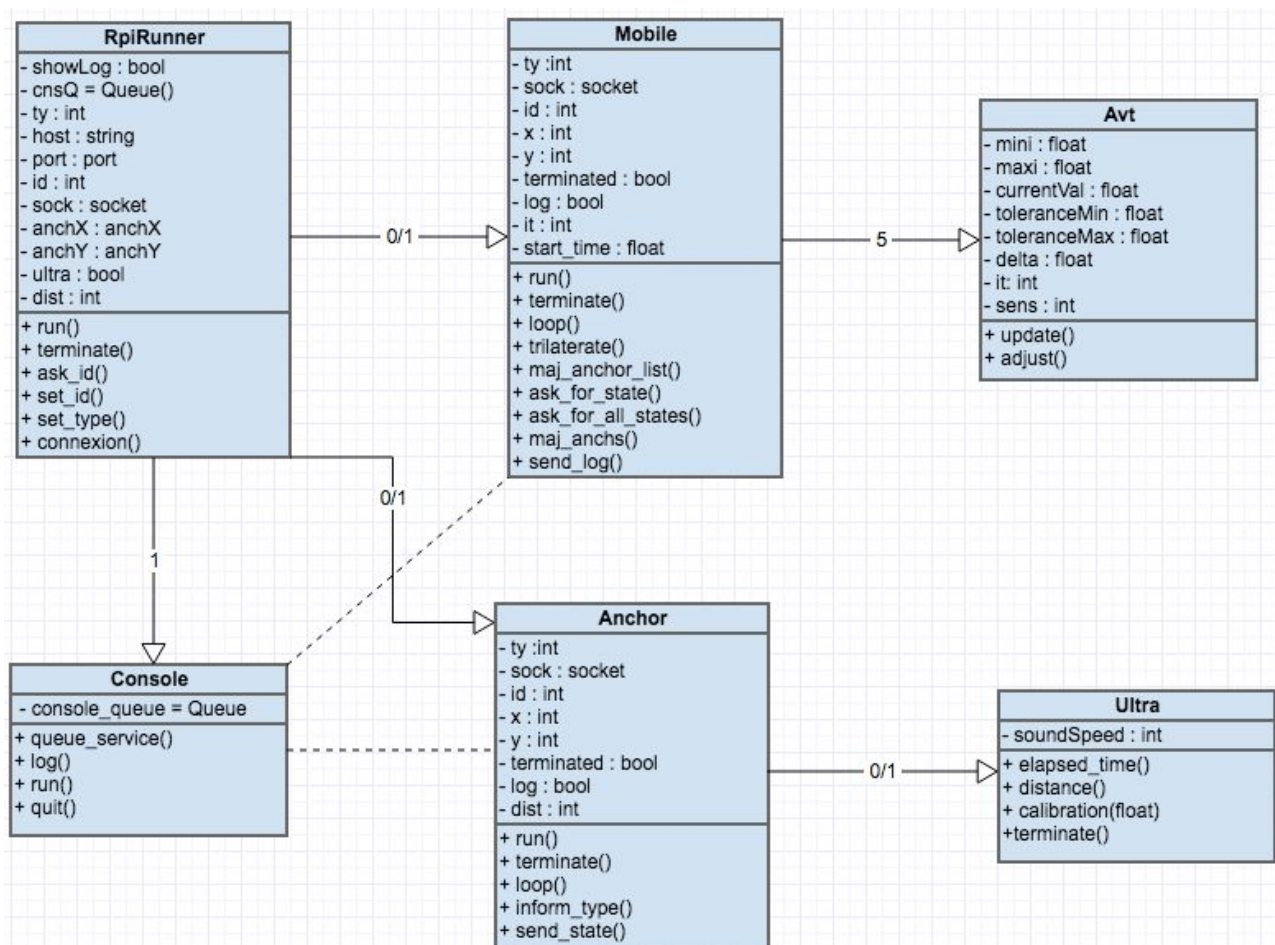 RpiRunner
- showLog : bool
- cnsQ = Queue()
- ty : int
- host : string
- port : port
- id : int
- sock : socket
- anchX : anchX
- anchY : anchY
- ultra : bool
- dist : int
+ run()
+ terminate()
+ ask_id()
+ set_id()
+ set_type()
+ connexion()
0/1
Mobile
- ty :int
- sock : socket
- id : int
- x : int
- y : int
- terminated : bool
- log : bool
- it : int
- start_time : float
+ run()
+ terminate()
+ loop()
+ trilaterate()
+ maj_anchor_list()
+ ask_for_state()
+ ask_for_all_states()
+ maj_anchs()
+ send_log()
5
Avt
- mini : float
- maxi : float
- currentVal : float
- toleranceMin : float
- toleranceMax : float
- delta : float
- it: int
- sens : int
+ update()
+ adjust()
0/1
1
Console
- console_queue = Queue
+ queue_service()
+ log()
+ run()
+ quit()
Anchor
- ty :int
- sock : socket
- id : int
- x : int
- y : int
- terminated : bool
- log : bool
- dist : int
+ run()
+ terminate()
+ loop()
+ inform_type()
+ send_state()
0/1
Ultra
- soundSpeed : int
+ elapsed_time()
+ distance()
+ calibration(float)
+terminate()